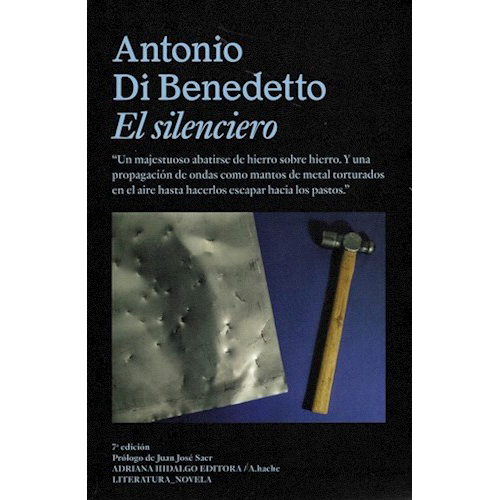 Antonio
Di Benedetto
El silenciero
“Un majestuoso abatirse de hierro sobre hierro. Y una
propagación de ondas como mantos de metal torturados
en el aire hasta hacerlos escapar hacia los pastos.”
7ª edición
Prólogo de Juan José Saer
ADRIANA HIDALGO EDITORA / A.hache
LITERATURA_NOVELA